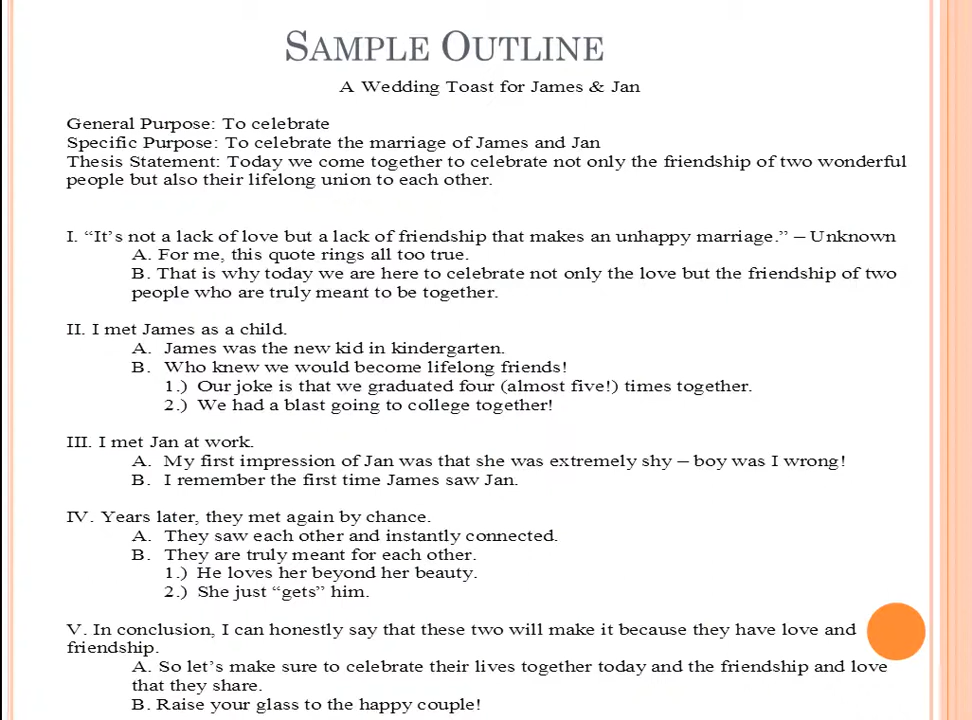 SAMPLE OUTLINE
A Wedding Toast for James & Jan
General Purpose: To celebrate
Specific Purpose: To celebrate the marriage of James and Jan
Thesis Statement: Today we come together to celebrate not only the friendship of two wonderful
people but also their lifelong union to each other.
I. “It’s not a lack of love but a lack of friendship that makes an unhappy marriage.” – Unknown
A. For me, this quote rings all too true.
B. That is why today we are here to celebrate not only the love but the friendship of two
people who are truly meant to be together.
II. I met James as a child.
A. James was the new kid in kindergarten.
B. Who knew we would become lifelong friends!
1.) Our joke is that we graduated four (almost five!) times together.
2.) We had a blast going to college together!
III. I met Jan at work.
A. My first impression of Jan was that she was extremely shy – boy was I wrong!
B. I remember the first time James saw Jan.
IV. Years later, they met again by chance.
A. They saw each other and instantly connected.
B. They are truly meant for each other.
1.) He loves her beyond her beauty.
2.) She just “gets” him.
V. In conclusion, I can honestly say that these two will make it because they have love and
friendship.
A. So let’s make sure to celebrate their lives together today and the friendship and love
that they share.
B. Raise your glass to the happy couple!